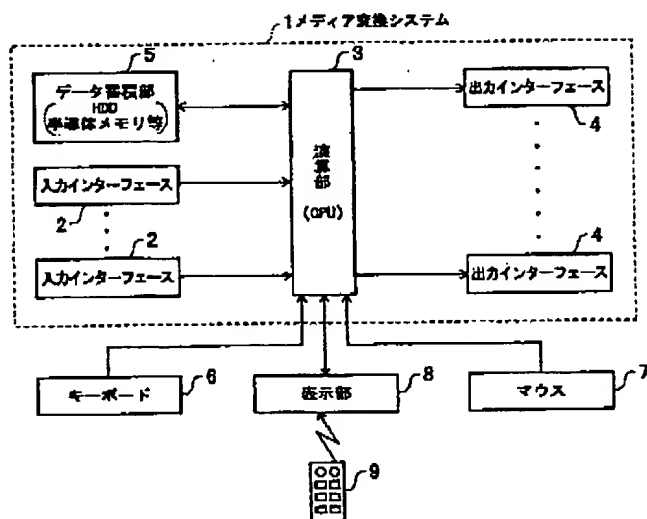 1メディア変換システム
5
データ蓄積部
HDD
半導体メモリ等
3
演算部
(CPU)
出力インターフェース
4
入力インターフェース
2
2
入力インターフェース
4
出力インターフェース
キーボード
6
表示部
8
マウス
7
9